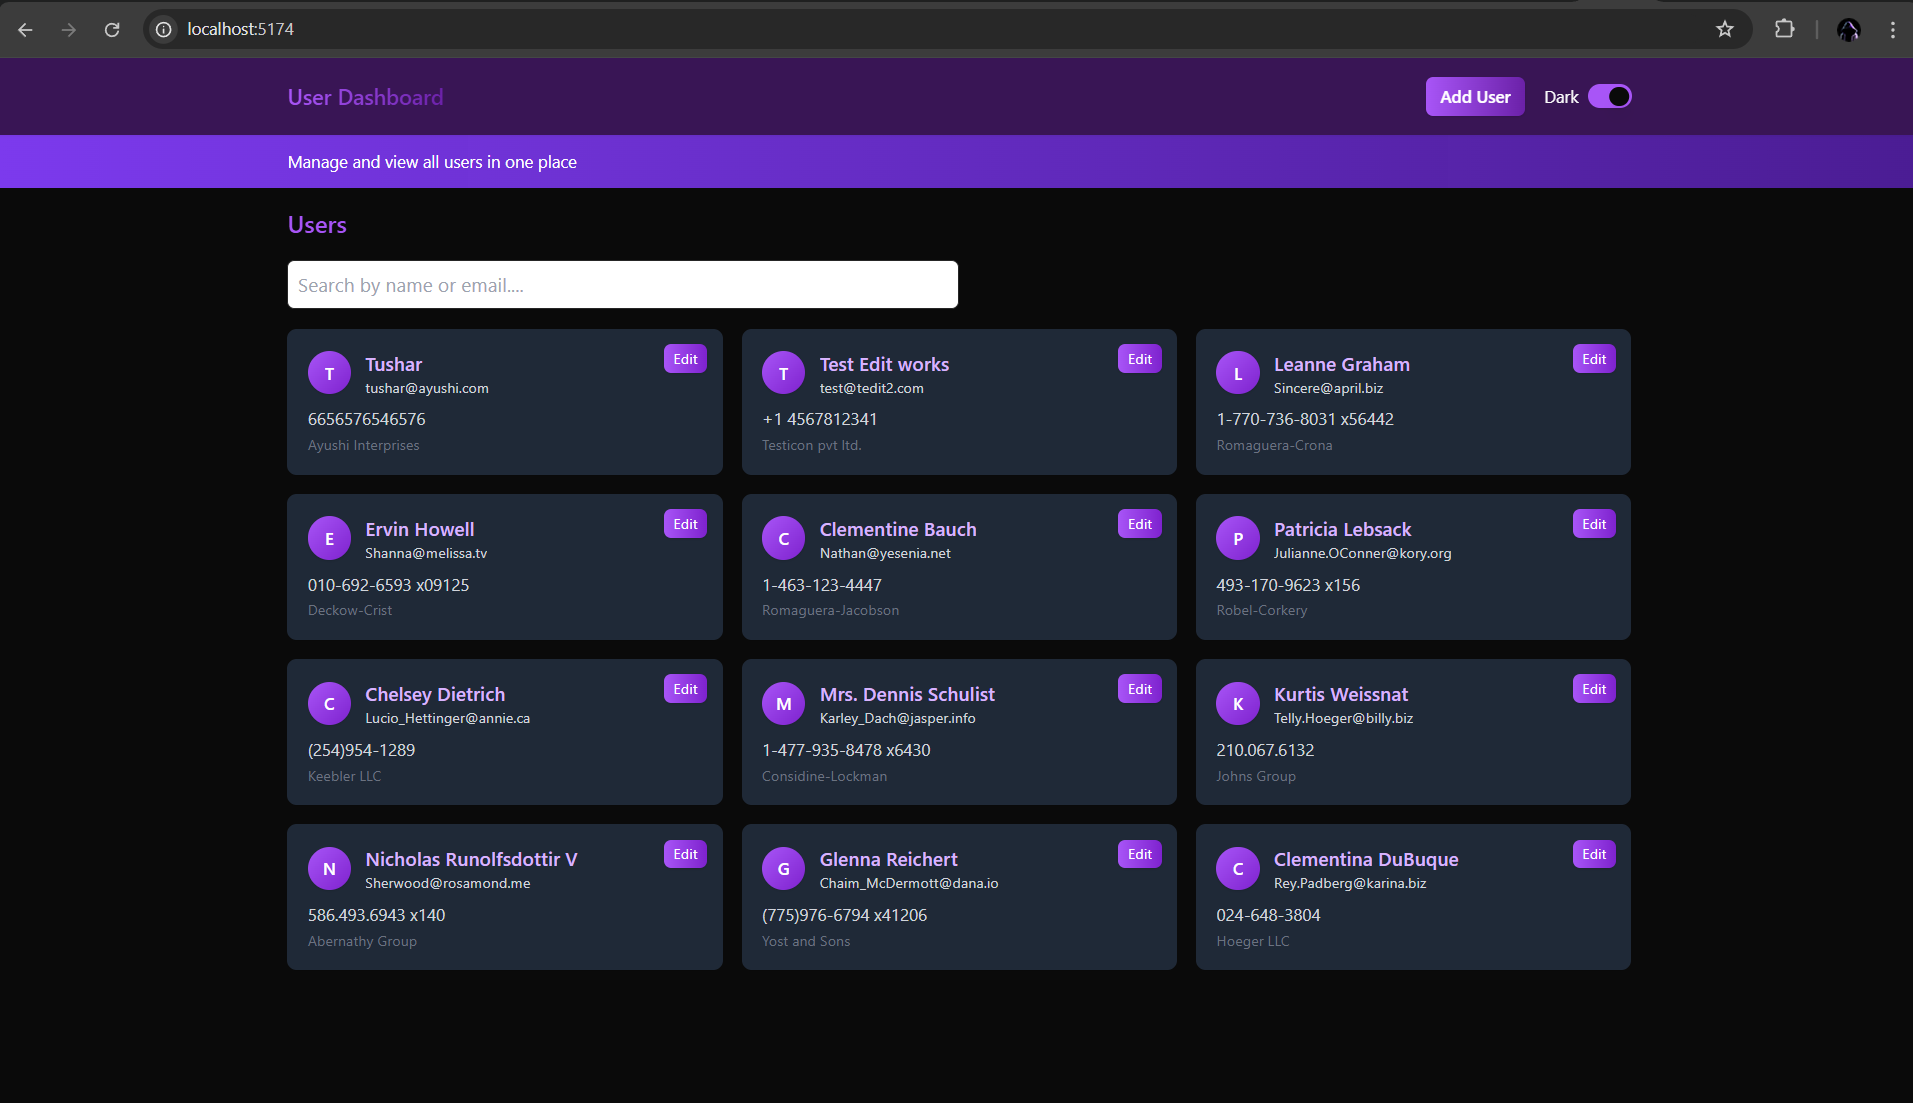 localhost:5174
User Dashboard
Add User
Dark
Manage and view all users in one place
Users
Search by name or email....
T
Tushar
tushar@ayushi.com
Edit
6656576546576
Ayushi Interprises
T
Test Edit works
test@tedit2.com
Edit
+1 4567812341
Testicon pvt ltd.
L
Leanne Graham
Sincere@april.biz
Edit
1-770-736-8031 x56442
Romaguera-Crona
E
Ervin Howell
Shanna@melissa.tv
Edit
010-692-6593 x09125
Deckow-Crist
C
Clementine Bauch
Nathan@yesenia.net
Edit
1-463-123-4447
Romaguera-Jacobson
P
Patricia Lebsack
Julianne.OConner@kory.org
Edit
493-170-9623 x156
Robel-Corkery
C
Chelsey Dietrich
Lucio_Hettinger@annie.ca
Edit
(254)954-1289
Keebler LLC
M
Mrs. Dennis Schulist
Karley_Dach@jasper.info
Edit
1-477-935-8478 x6430
Considine-Lockman
K
Kurtis Weissnat
Telly.Hoeger@billy.biz
Edit
210.067.6132
Johns Group
N
Nicholas Runolfsdottir V
Sherwood@rosamond.me
Edit
586.493.6943 x140
Abernathy Group
G
Glenna Reichert
Chaim_McDermott@dana.io
Edit
(775)976-6794 x41206
Yost and Sons
C
Clementina DuBuque
Rey.Padberg@karina.biz
Edit
024-648-3804
Hoeger LLC